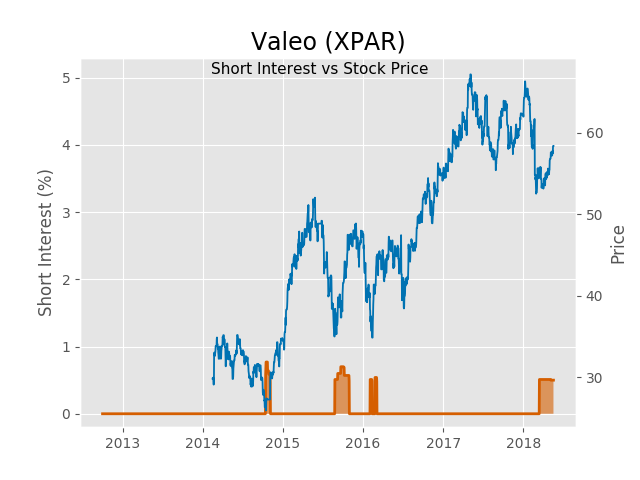 Valeo (XPAR)
Short Interest vs Stock Price
Short Interest (%)
5
4
3
2
1
0
60
50
40
30
Price
2013 2014 2015 2016 2017 2018